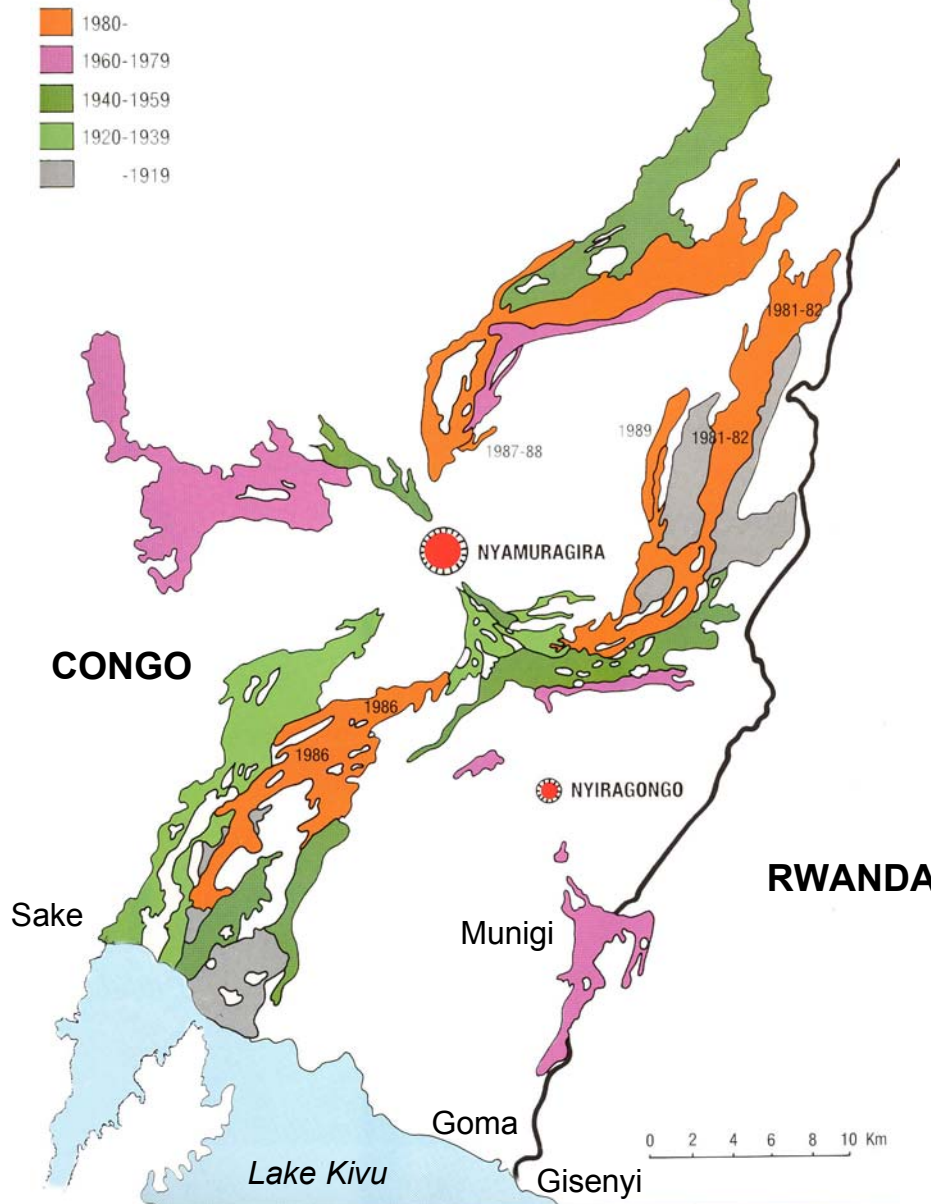 1980-
1960-1979
1940-1959
1920-1939
-1919
1981-82
1989
1981-82
1987-88
NYAMURAGIRA
CONGO
1986
1986
NYIRAGONGO
RWANDA
Sake
Munigi
Goma
0 2 4 6 8 10 Km
Lake Kivu
Gisenyi